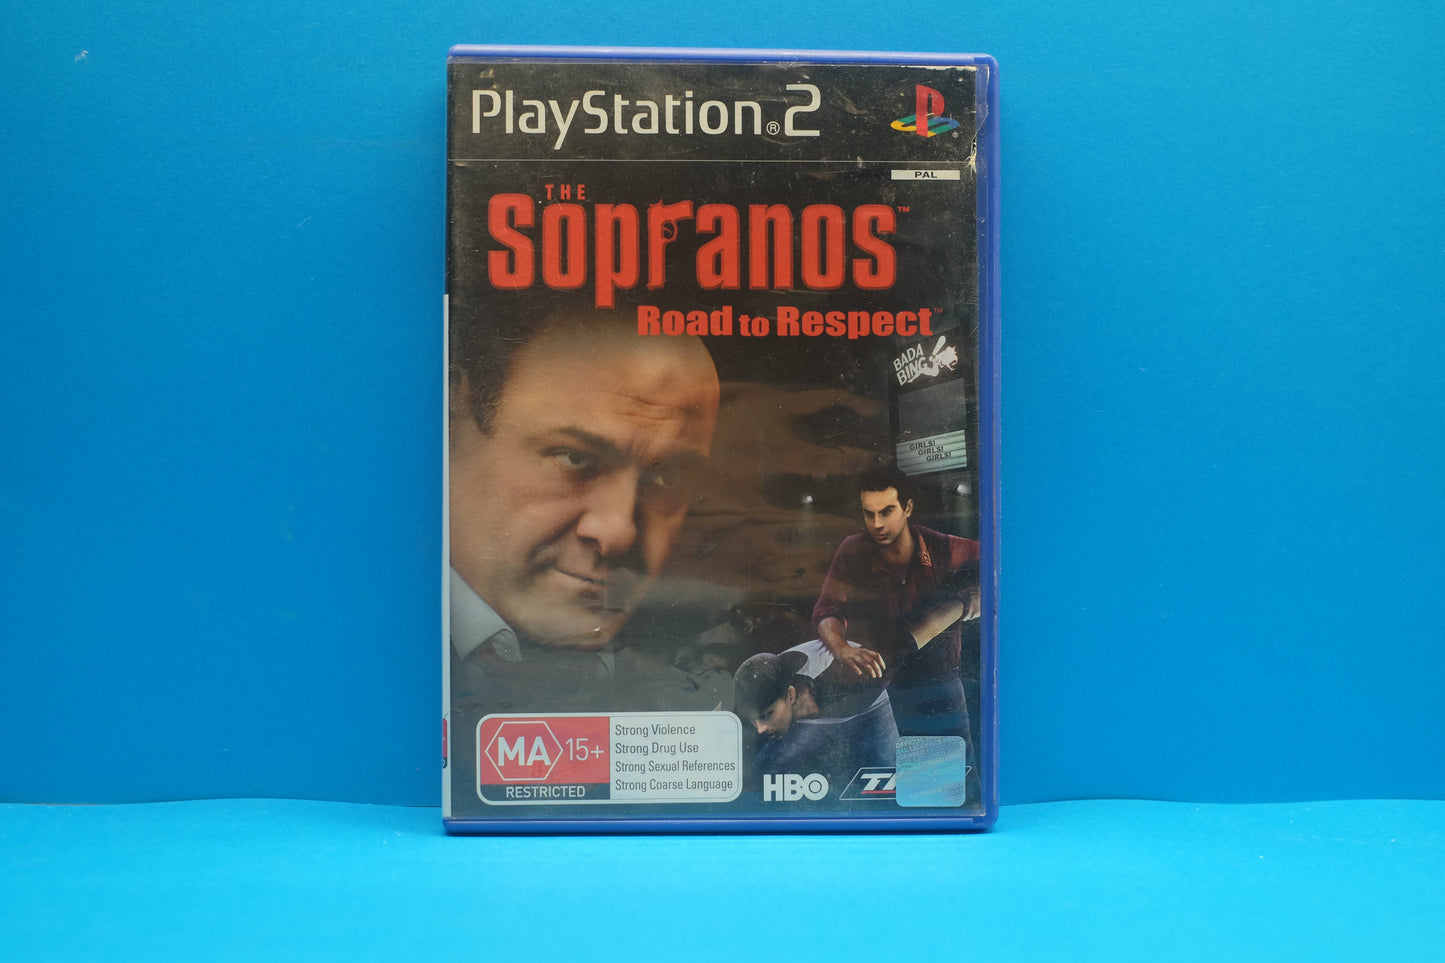 PlayStation®2
PAL
THE
Sopranos™
Road to Respect™
BADA
BING
GIRLS!
GIRLS!
GIRLS!
MA 15+
RESTRICTED
Strong Violence
Strong Drug Use
Strong Sexual References
Strong Coarse Language
HBO®